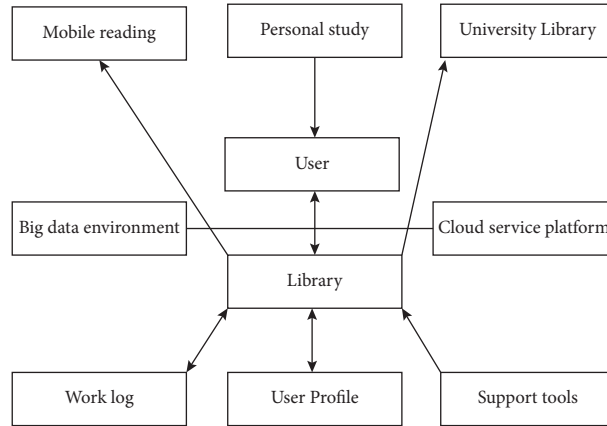 Mobile reading
Personal study
University Library
User
Big data environment
Cloud service platform
Library
Work log
User Profile
Support tools